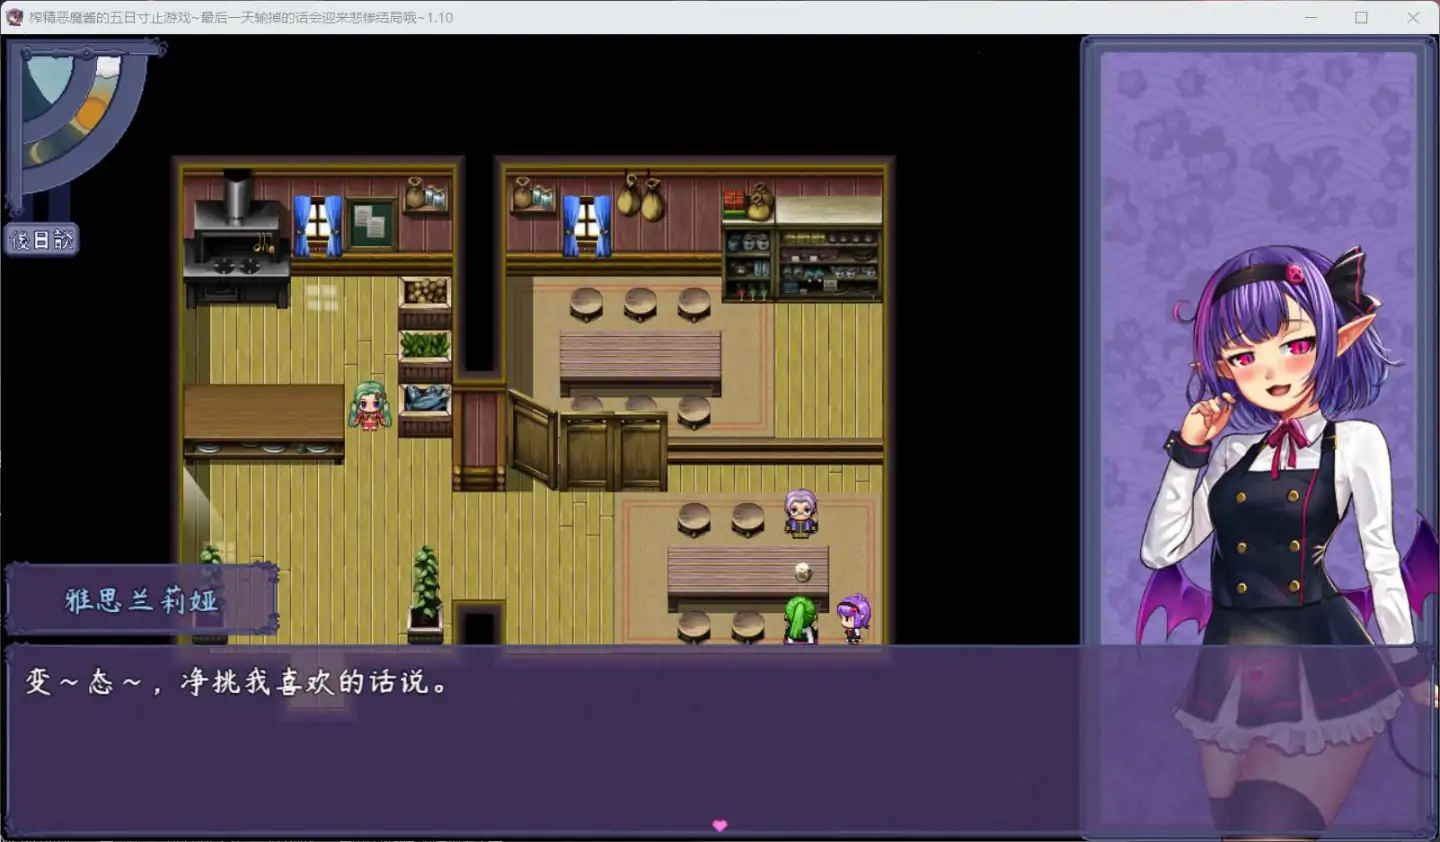 榨精恶魔酱的五日寸止游戏~最后一天输掉的话会迎来悲惨结局哦~1.10
後日談
雅思兰莉娅
变～态～，净挑我喜欢的话说。